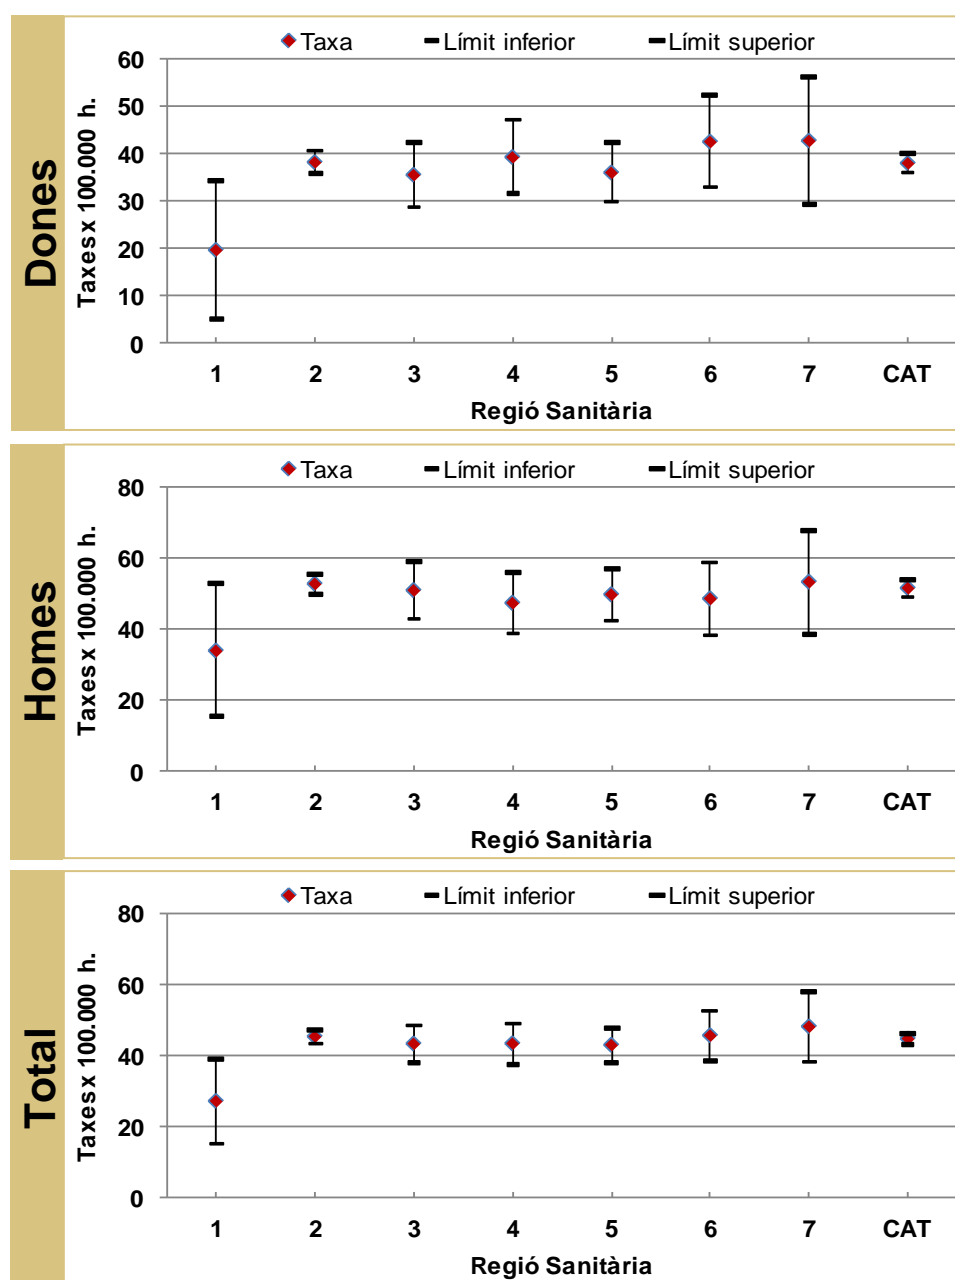 Dones
Taxa Límit inferior Límit superior
Taxes x 100.000 h.
60
50
40
30
20
10
0
1 2 3 4 5 6 7 CAT
Regió Sanitària
Homes
Taxa Límit inferior Límit superior
Taxes x 100.000 h.
80
60
40
20
0
1 2 3 4 5 6 7 CAT
Regió Sanitària
Total
Taxa Límit inferior Límit superior
Taxes x 100.000 h.
80
60
40
20
0
1 2 3 4 5 6 7 CAT
Regió Sanitària